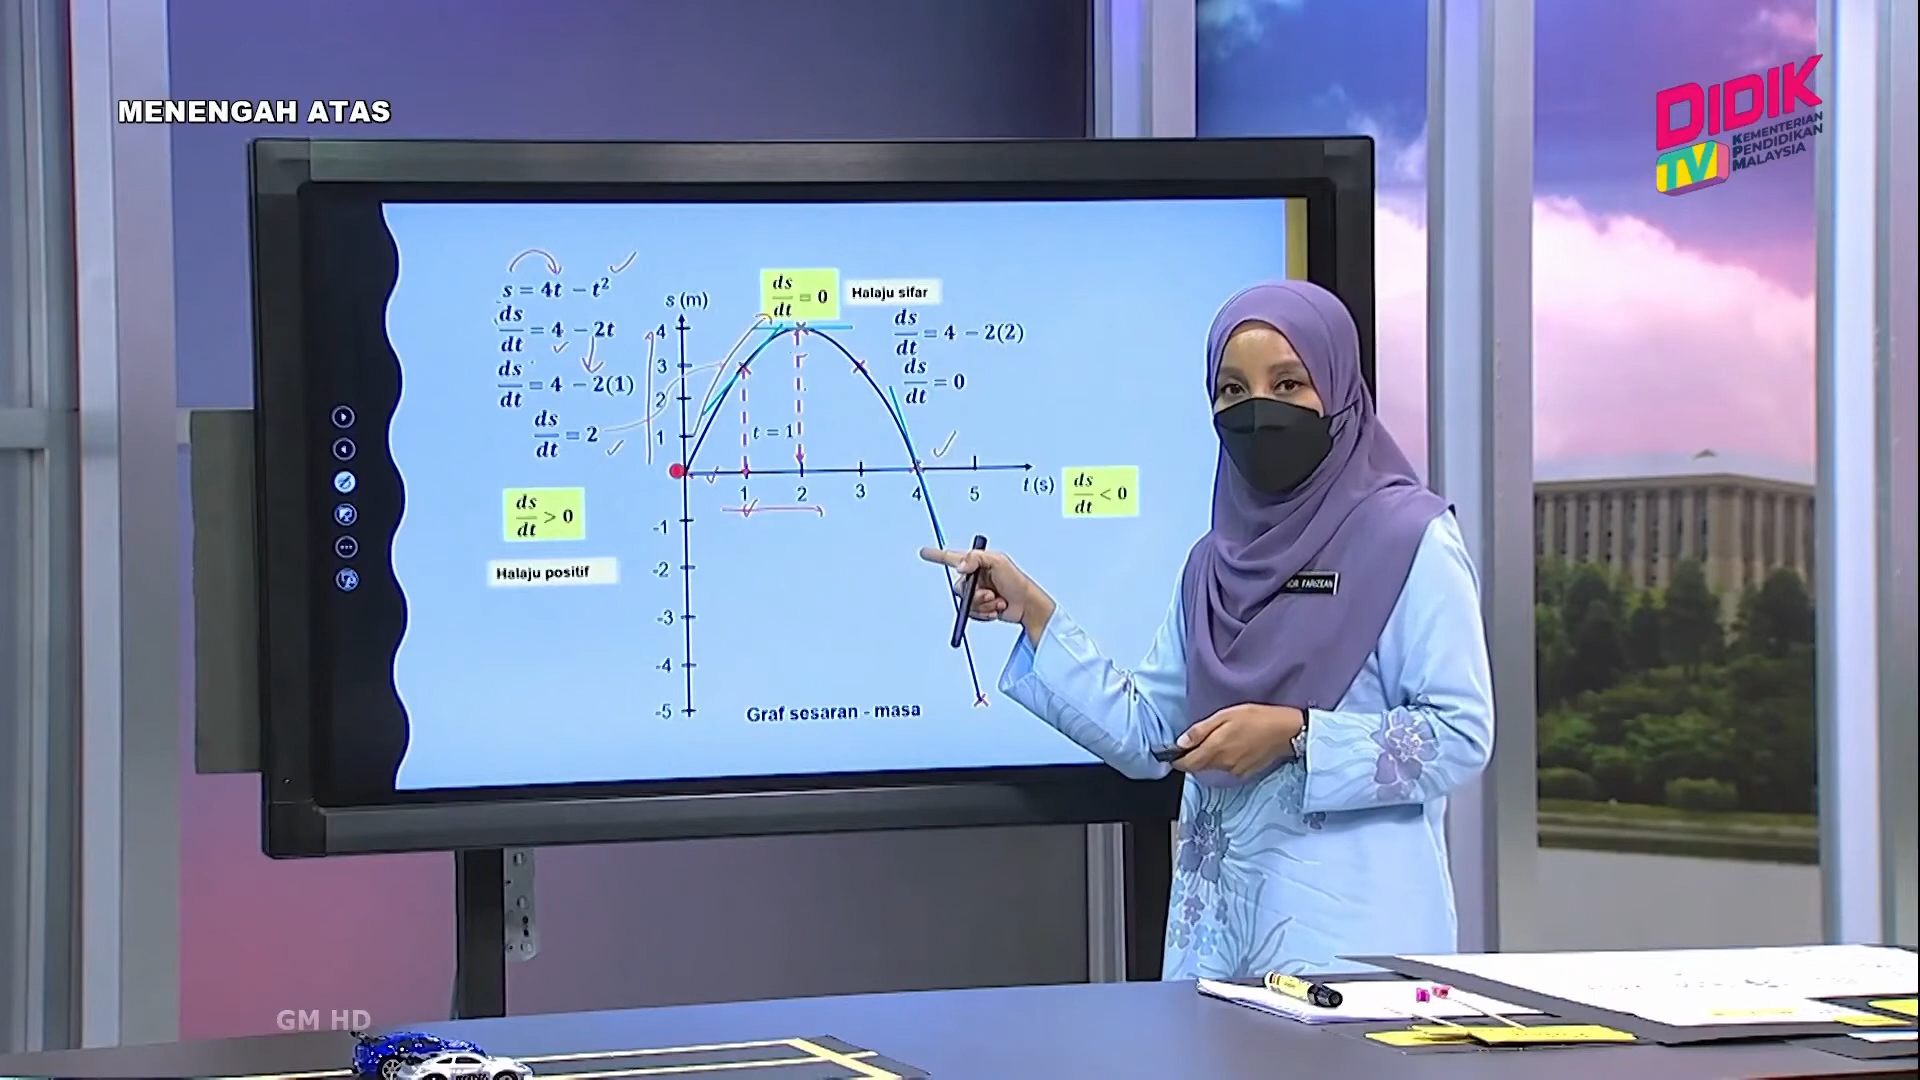 MENENGAH ATAS
DIDIK
TV
KEMENTERIAN
PENDIDIKAN
MALAYSIA
s = 4t − t²
ds/dt = 4 − 2t
ds/dt = 4 − 2(1)
ds/dt = 2
ds/dt > 0
Halaju positif
s (m)
4
3
2
1
-1
-2
-3
-4
-5
ds/dt = 0
Halaju sifar
ds/dt = 4 − 2(2)
ds/dt = 0
t = 1
1 2 3 4 5
t (s)
ds/dt < 0
Graf sesaran - masa
FARIZEAN
GM HD